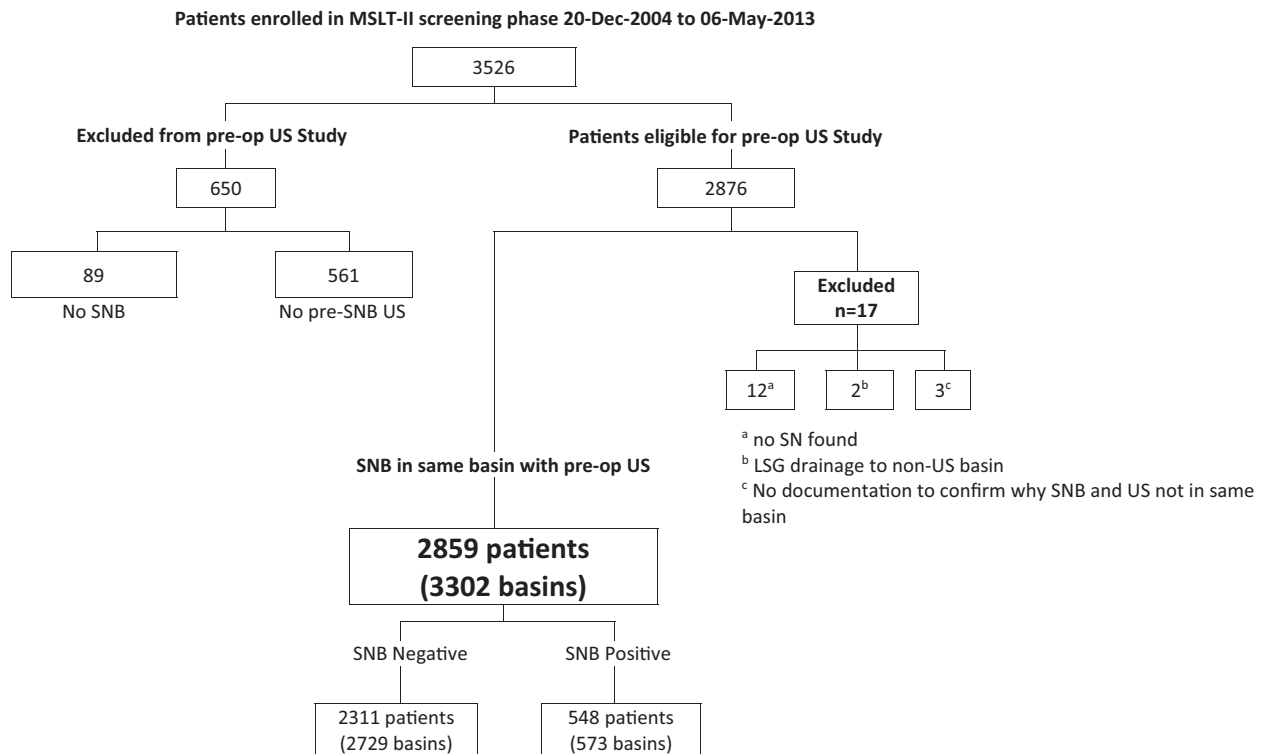 Patients enrolled in MSLT-II screening phase 20-Dec-2004 to 06-May-2013
3526
Excluded from pre-op US Study
Patients eligible for pre-op US Study
650
2876
89
561
No SNB
No pre-SNB US
Excluded
n=17
12a
2b
3c
a no SN found
b LSG drainage to non-US basin
c No documentation to confirm why SNB and US not in same
basin
SNB in same basin with pre-op US
2859 patients
(3302 basins)
SNB Negative
SNB Positive
2311 patients
(2729 basins)
548 patients
(573 basins)